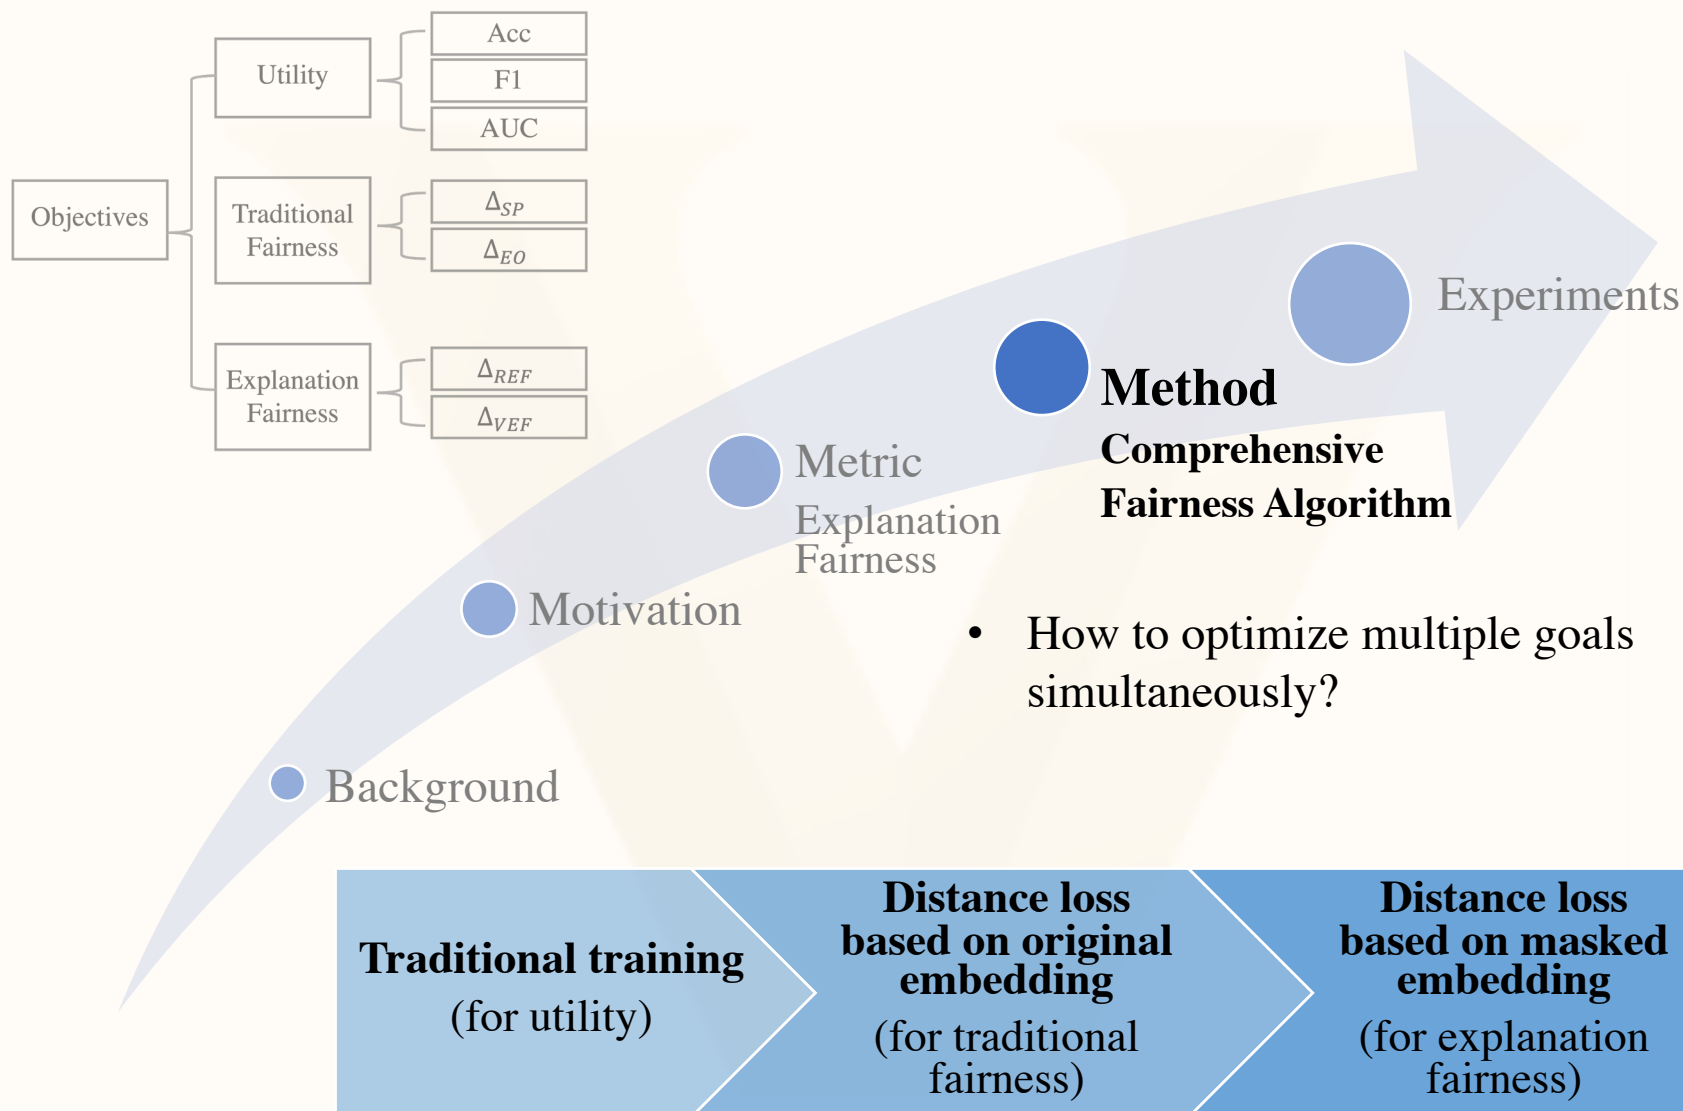 Objectives
Utility
Acc
F1
AUC
Traditional
Fairness
Δ_SP
Δ_EO
Explanation
Fairness
Δ_REF
Δ_VEF
Background
Motivation
Metric
Explanation
Fairness
Method
Comprehensive
Fairness Algorithm
Experiments
• How to optimize multiple goals
simultaneously?
Traditional training
(for utility)
Distance loss
based on original
embedding
(for traditional
fairness)
Distance loss
based on masked
embedding
(for explanation
fairness)